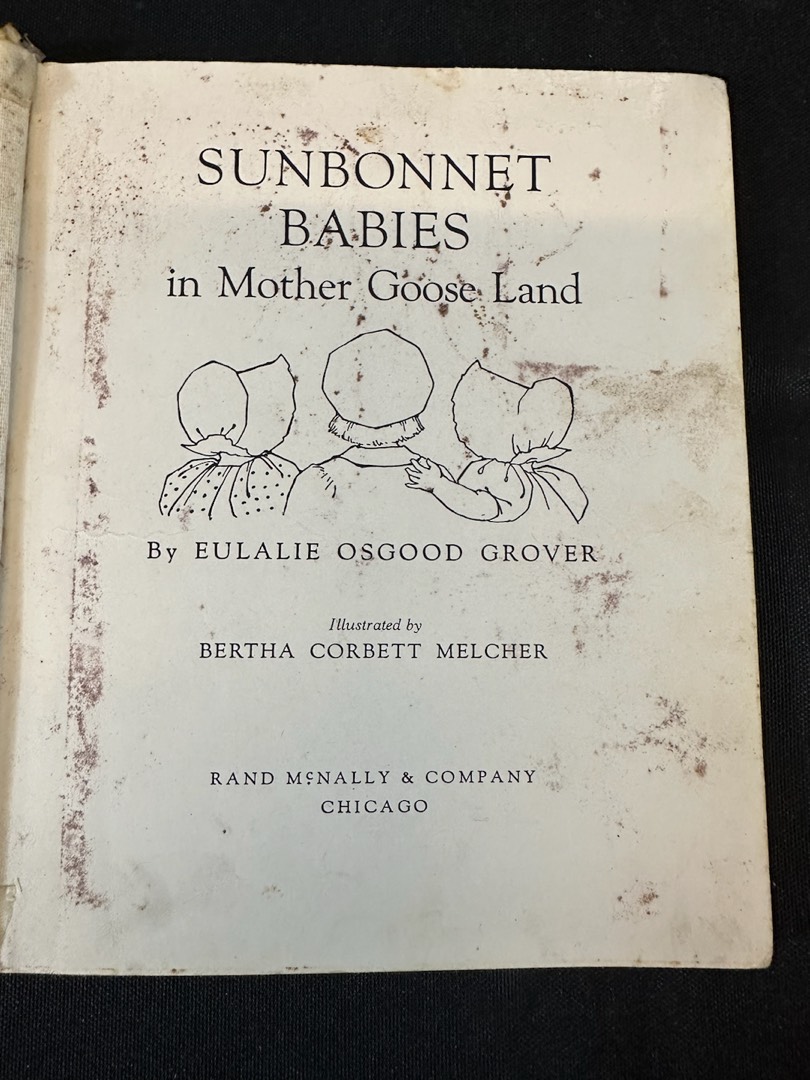 SUNBONNET
BABIES
in Mother Goose Land
By EULALIE OSGOOD GROVER
Illustrated by
BERTHA CORBETT MELCHER
RAND McNALLY & COMPANY
CHICAGO